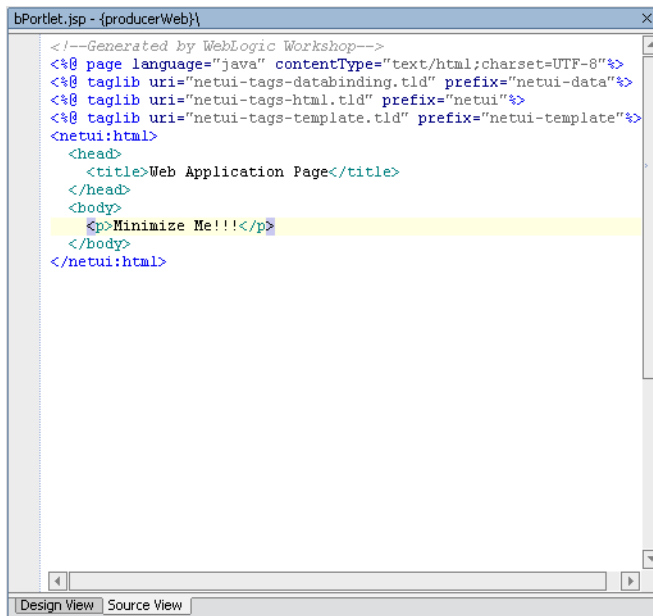 bPortlet.jsp - {producerWeb}\
<!--Generated by WebLogic Workshop-->
<%@ page language="java" contentType="text/html;charset=UTF-8"%>
<%@ taglib uri="netui-tags-databinding.tld" prefix="netui-data"%>
<%@ taglib uri="netui-tags-html.tld" prefix="netui"%>
<%@ taglib uri="netui-tags-template.tld" prefix="netui-template"%>
<netui:html>
  <head>
    <title>Web Application Page</title>
  </head>
  <body>
    <p>Minimize Me!!!</p>
  </body>
</netui:html>
Design View Source View